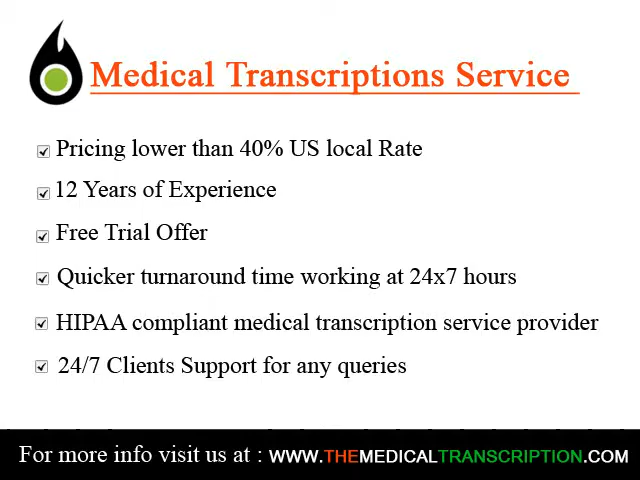 Medical Transcriptions Service
Pricing lower than 40% US local Rate
12 Years of Experience
Free Trial Offer
Quicker turnaround time working at 24x7 hours
HIPAA compliant medical transcription service provider
24/7 Clients Support for any queries
For more info visit us at : WWW.THEMEDICALTRANSCRIPTION.COM